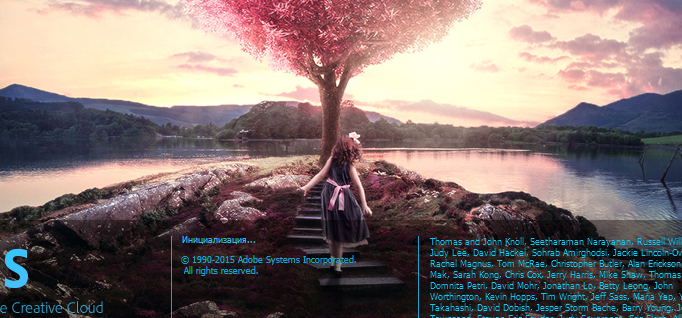 Инициализация...
© 1990-2015 Adobe Systems Incorporated.
All rights reserved.
s
e Creative Cloud
Thomas and John Knoll, Seetharaman Narayanan, Russell Will
Judy Lee, David Hackel, Sohrab Amirghods, Jackie Lincoln-Ow
Rachel Magnus, Tom McRae, Christopher Butler, Alan Erickson
Mak, Sarah Kong, Chris Cox, Jerry Harris, Mike Shaw, Thomas
Domnita Petri, David Mohr, Jonathan Lo, Betty Leong, John
Worthington, Kevin Hopps, Tim Wright, Jeff Sass, Maria Yap, Y
Takahashi, David Dobish, Jesper Storm Bache, Barry Young, J